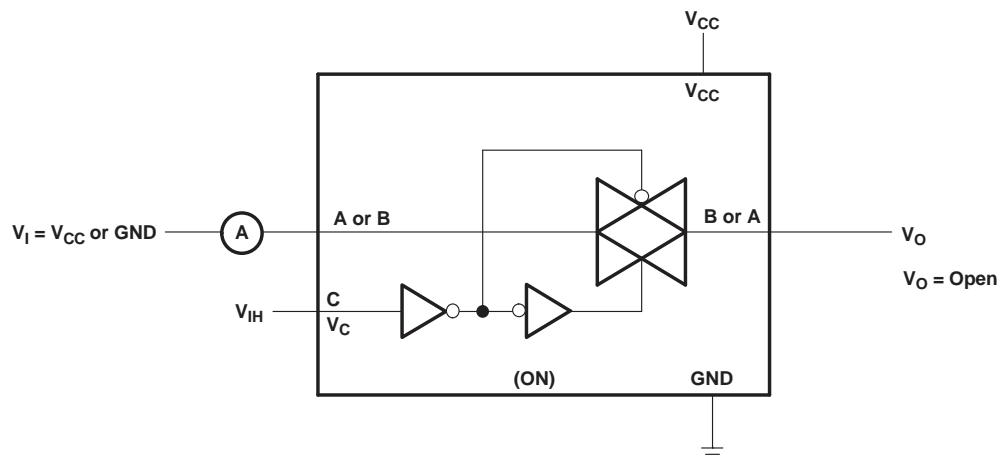 VCC
VCC
A or B
B or A
VI = VCC or GND
A
VO
VO = Open
VIH
C
VC
(ON)
GND